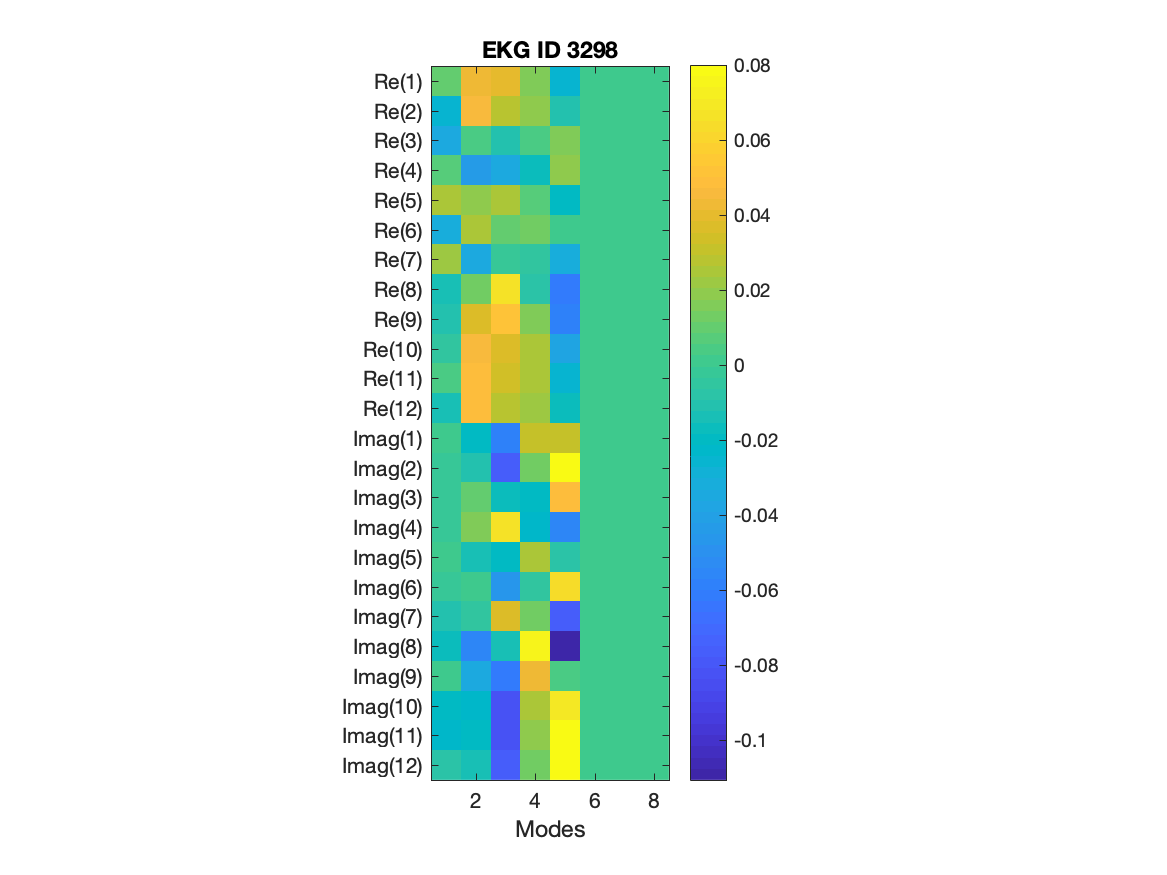 EKG ID 3298
Re(1)
Re(2)
Re(3)
Re(4)
Re(5)
Re(6)
Re(7)
Re(8)
Re(9)
Re(10)
Re(11)
Re(12)
Imag(1)
Imag(2)
Imag(3)
Imag(4)
Imag(5)
Imag(6)
Imag(7)
Imag(8)
Imag(9)
Imag(10)
Imag(11)
Imag(12)
2 4 6 8
Modes
0.08
0.06
0.04
0.02
0
-0.02
-0.04
-0.06
-0.08
-0.1